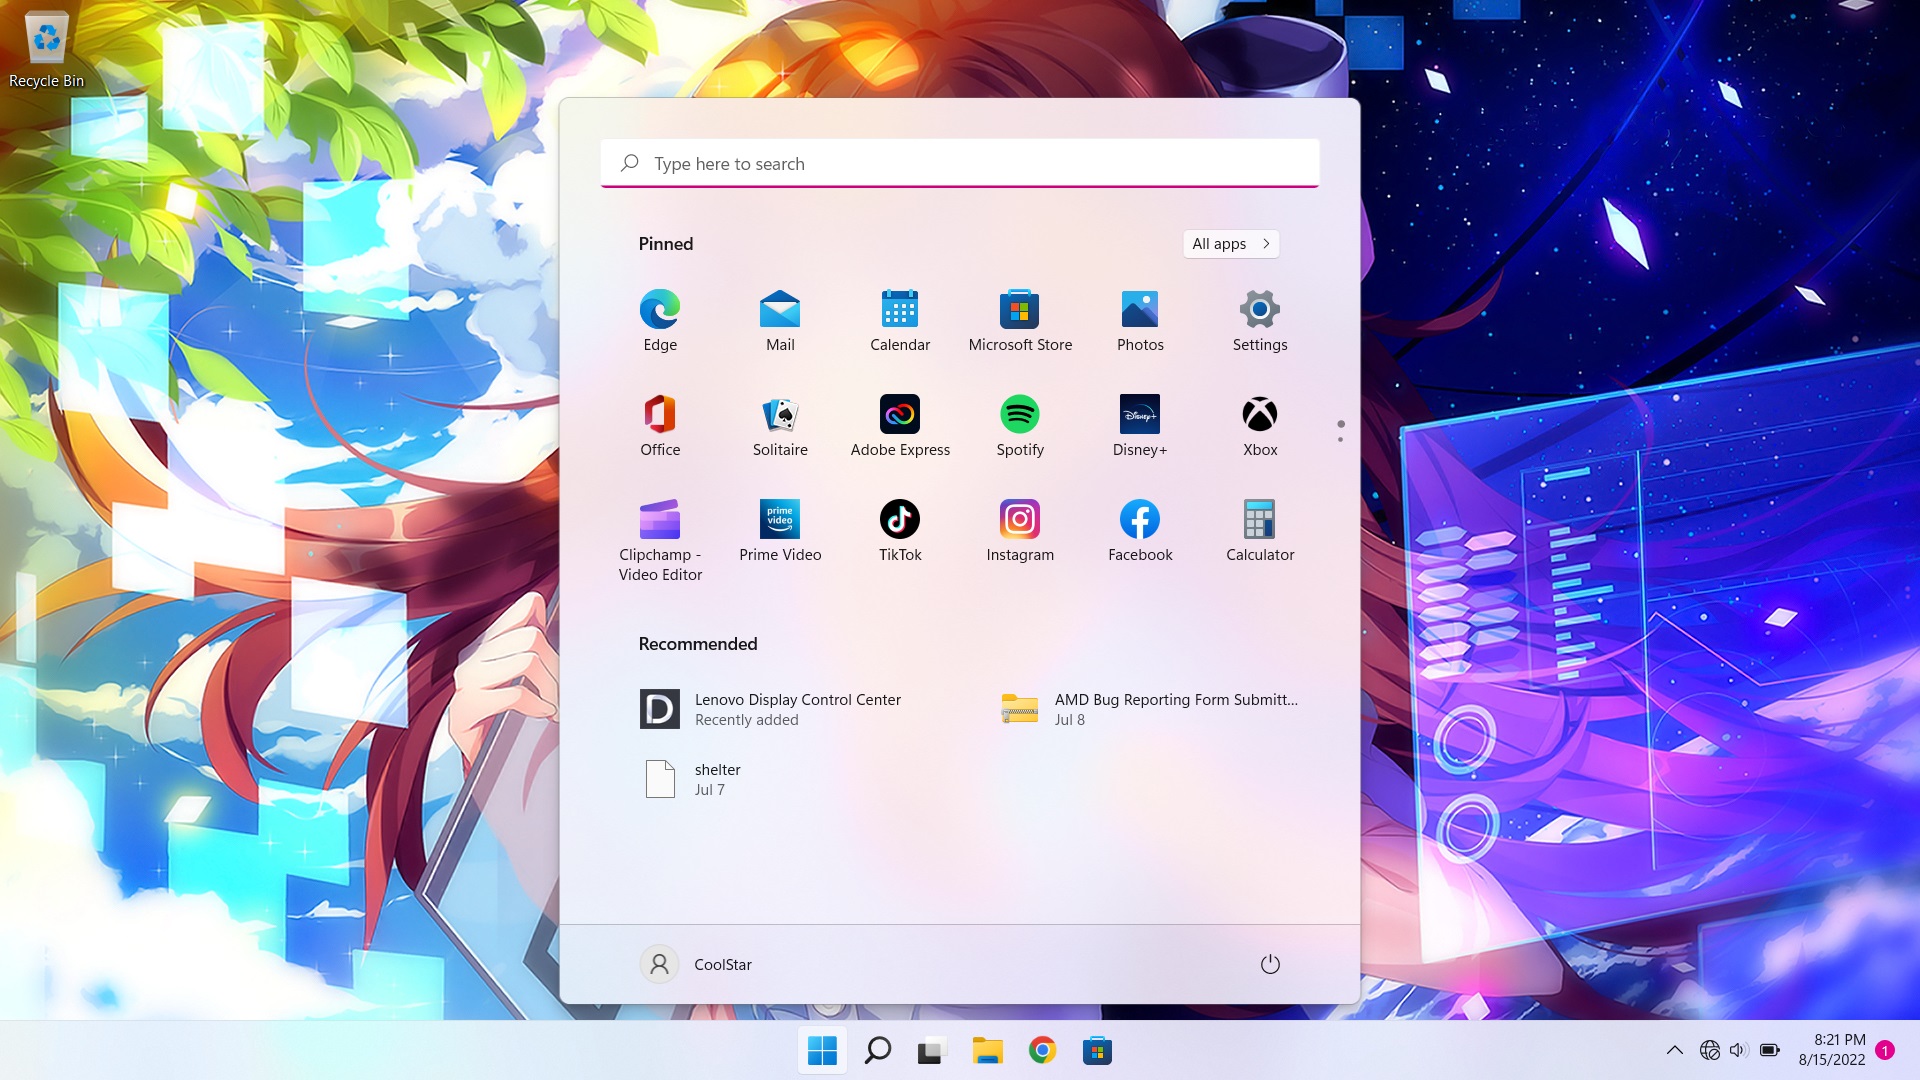 Recycle Bin
Type here to search
Pinned
All apps
Edge
Mail
Calendar
Microsoft Store
Photos
Settings
Office
Solitaire
Adobe Express
Disney+
Spotify
Disney+
Xbox
Clipchamp -
Video Editor
prime
video
Prime Video
TikTok
Instagram
Facebook
Calculator
Recommended
Lenovo Display Control Center
Recently added
AMD Bug Reporting Form Submitt...
Jul 8
shelter
Jul 7
CoolStar
8:21 PM
8/15/2022
1